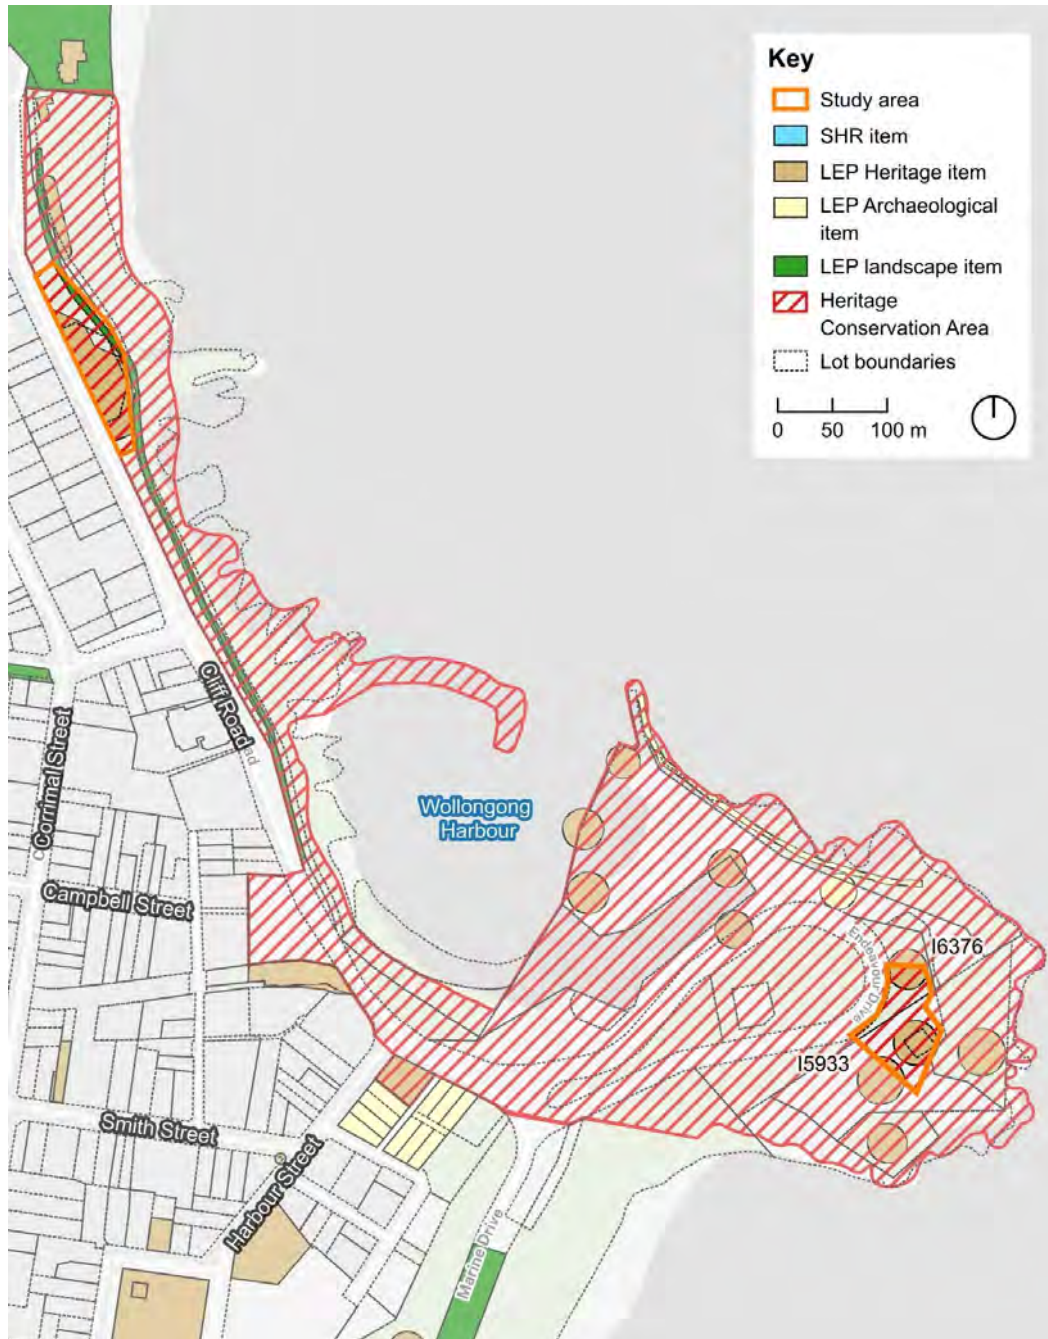 Key
Study area
SHR item
LEP Heritage item
LEP Archaeological
item
LEP landscape item
Heritage
Conservation Area
Lot boundaries
0 50 100 m
Cliff Road
Corrimal Street
Wollongong
Harbour
Campbell Street
Endeavour Drive
I6376
I5933
Smith Street
Harbour Street
Marine Drive